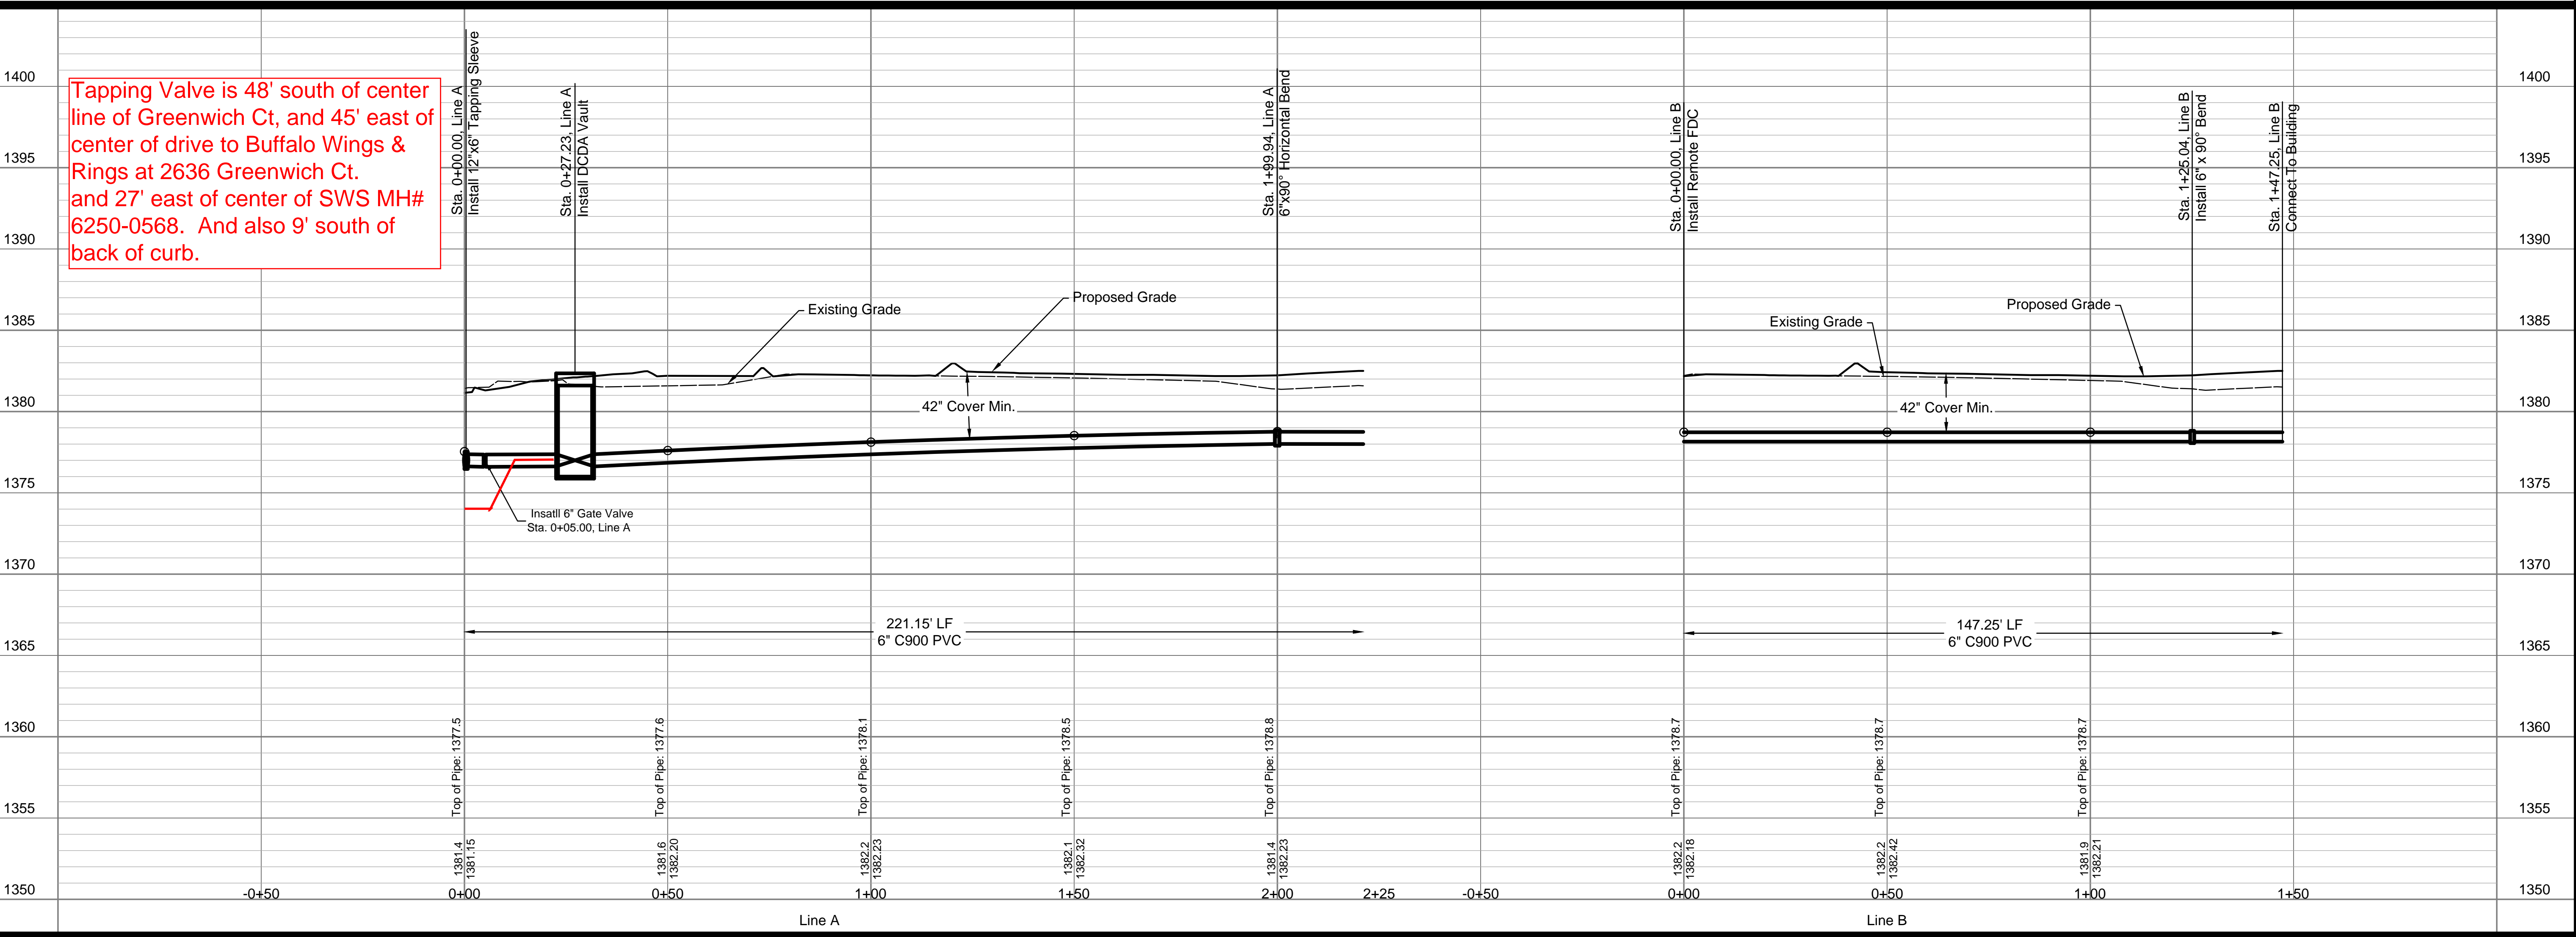 Tapping Valve is 48' south of center
line of Greenwich Ct, and 45' east of
center of drive to Buffalo Wings &
Rings at 2636 Greenwich Ct.
and 27' east of center of SWS MH#
6250-0568.  And also 9' south of
back of curb.
Sta. 0+00.00, Line A
Install 12"x6" Tapping Sleeve
Sta. 0+27.23, Line A
Install DCDA Vault
Sta. 1+99.94, Line A
6"x90° Horizontal Bend
Sta. 0+00.00, Line B
Install Remote FDC
Sta. 1+25.04, Line B
Install 6" x 90° Bend
Sta. 1+47.25, Line B
Connect To Building
1400
1395
1390
1385
1380
1375
1370
1365
1360
1355
1350
Existing Grade
Proposed Grade
42" Cover Min.
Insatll 6" Gate Valve
Sta. 0+05.00, Line A
221.15' LF
6" C900 PVC
Existing Grade
Proposed Grade
42" Cover Min.
147.25' LF
6" C900 PVC
1400
1395
1390
1385
1380
1375
1370
1365
1360
1355
1350
Top of Pipe: 1377.5
Top of Pipe: 1377.6
Top of Pipe: 1378.1
Top of Pipe: 1378.5
Top of Pipe: 1378.8
Top of Pipe: 1378.7
Top of Pipe: 1378.7
Top of Pipe: 1378.7
1381.4
1381.15
1381.6
1382.20
1382.2
1382.23
1382.1
1382.32
1381.4
1382.23
1382.2
1382.18
1382.2
1382.42
1381.9
1382.21
-0+50
0+00
0+50
1+00
1+50
2+00
2+25
-0+50
0+00
0+50
1+00
1+50
Line A
Line B